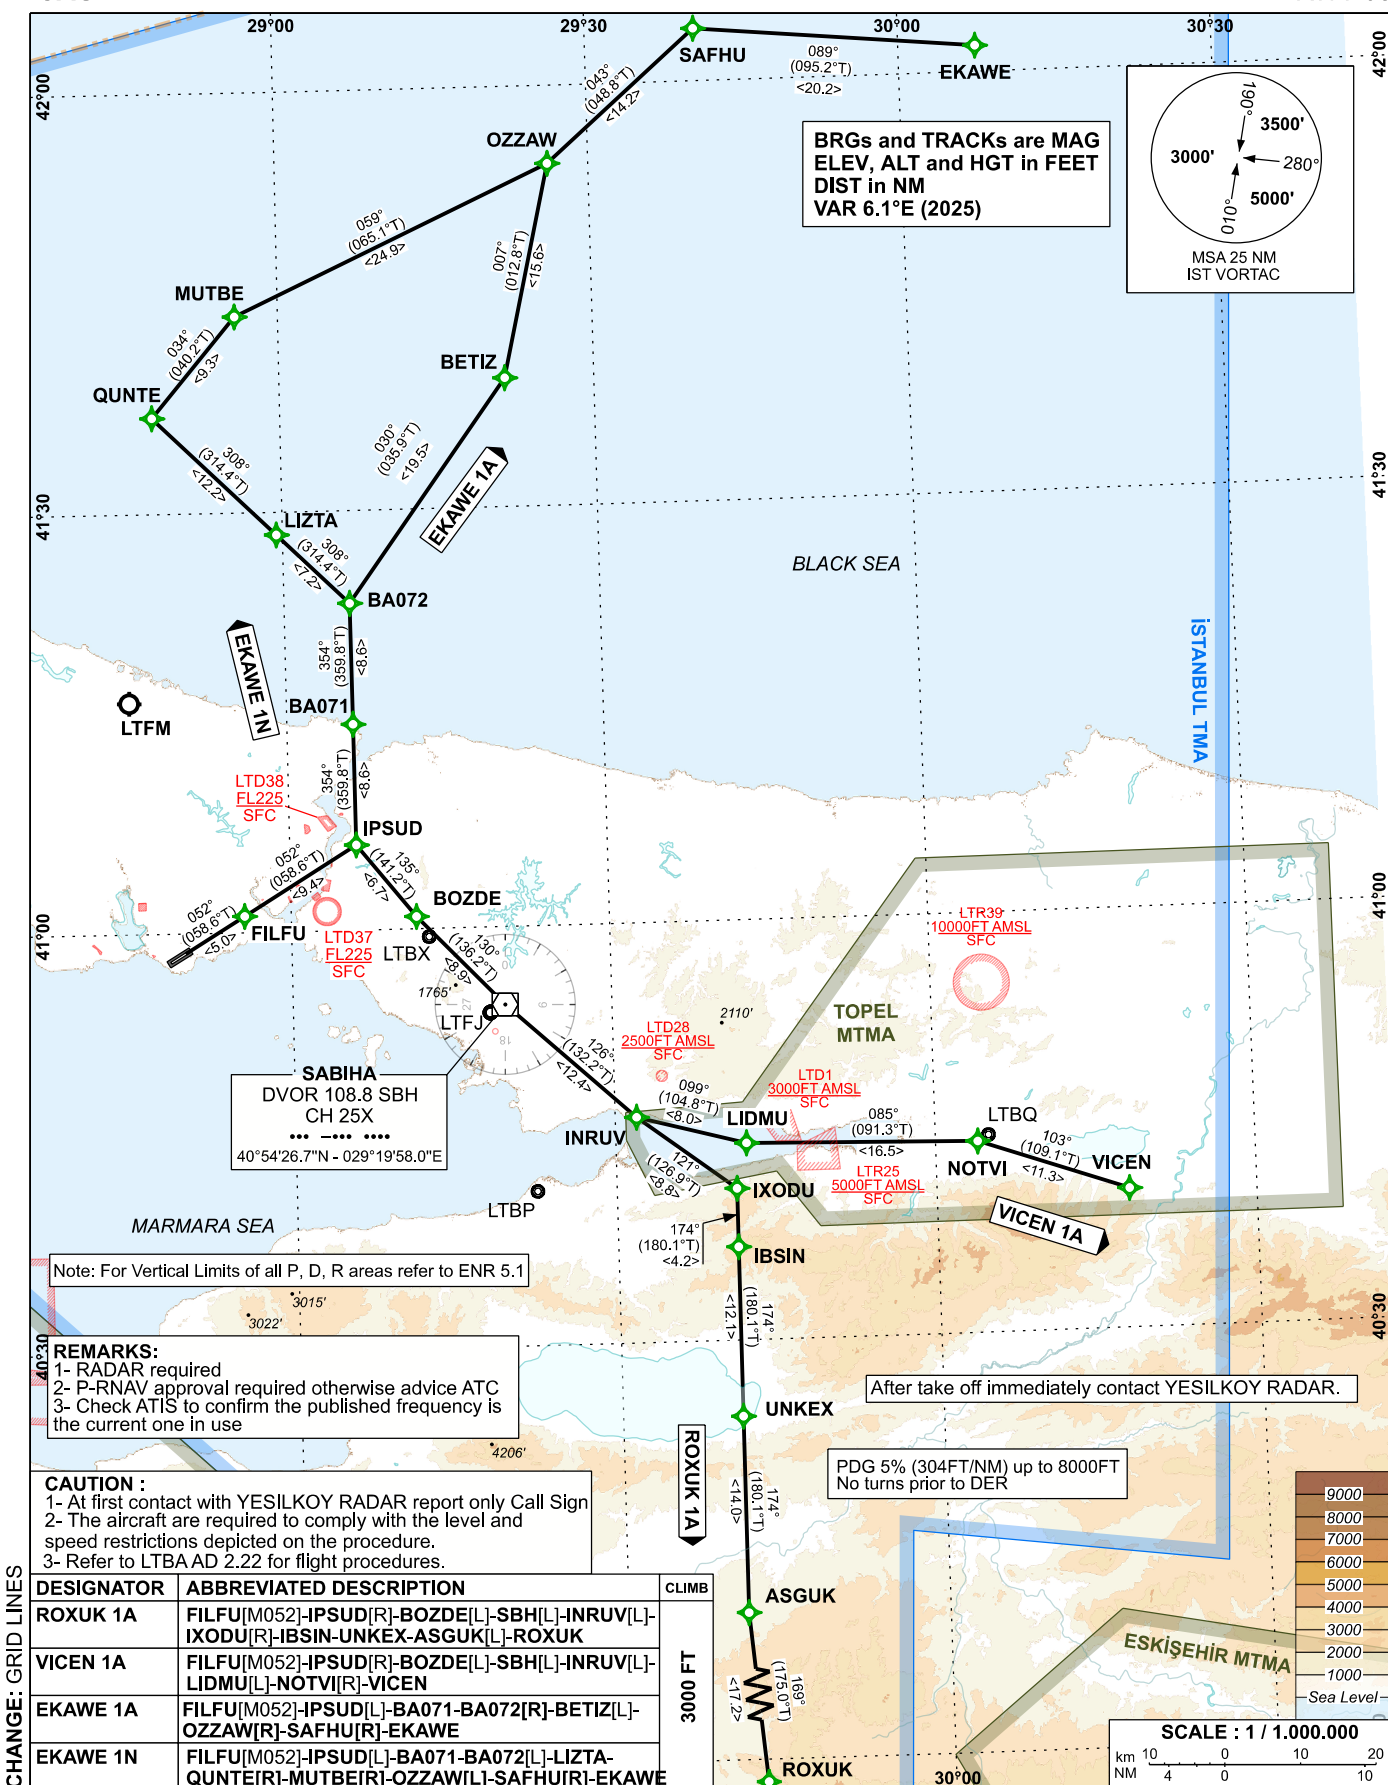 29°00
29°30
30°00
30°30
42°00
42°00
SAFHU
089°
(095.2°T)
<20.2>
EKAWE
043°
(048.8°T)
<14.2>
OZZAW
BRGs and TRACKs are MAG
ELEV, ALT and HGT in FEET
DIST in NM
VAR 6.1°E (2025)
190°
3500'
3000'
280°
5000'
010°
MSA 25 NM
IST VORTAC
059°
(065.1°T)
<24.9>
007°
(012.8°T)
<15.6>
MUTBE
034°
(040.2°T)
<9.3>
BETİZ
QUNTE
030°
(035.9°T)
<19.5>
308°
(314.4°T)
<12.2>
EKAWE 1A
41°30
41°30
LIZTA
308°
(314.4°T)
<7.2>
BLACK SEA
BA072
EKAWE 1N
354°
(359.8°T)
<8.6>
İSTANBUL TMA
LTFM
BA071
354°
(359.8°T)
<8.6>
LTD38
FL225
SFC
IPSUD
052°
(058.6°T)
<9.4>
135°
(141.2°T)
<6.7>
BOZDE
052°
(058.6°T)
<5.0>
FILFU
41°00
41°00
LTD37
FL225
SFC
LTBX
130°
(136.2°T)
<8.9>
LTR39
10000FT AMSL
SFC
1765'
0
27
9
18
LTFJ
2110'
TOPEL
MTMA
LTD28
2500FT AMSL
SFC
126°
(132.2°T)
<12.4>
SABIHA
DVOR 108.8 SBH
CH 25X
40°54'26.7"N - 029°19'58.0"E
099°
(104.8°T)
<8.0>
LTD1
3000FT AMSL
SFC
LIDMU
085°
(091.3°T)
<16.5>
LTBQ
INRUV
NOTVI
103°
(109.1°T)
<11.3>
VICEN
121°
(126.9°T)
<8.8>
LTR25
5000FT AMSL
SFC
IXODU
LTBP
VICEN 1A
MARMARA SEA
174°
(180.1°T)
<4.2>
IBSIN
Note: For Vertical Limits of all P, D, R areas refer to ENR 5.1
3015'
3022'
174°
(180.1°T)
<12.1>
40°30
40°30
REMARKS:
1- RADAR required
2- P-RNAV approval required otherwise advice ATC
3- Check ATIS to confirm the published frequency is
the current one in use
After take off immediately contact YESILKOY RADAR.
UNKEX
4206'
ROXUK 1A
PDG 5% (304FT/NM) up to 8000FT
No turns prior to DER
174°
(180.1°T)
<14.0>
CAUTION :
1- At first contact with YESILKOY RADAR report only Call Sign
2- The aircraft are required to comply with the level and
speed restrictions depicted on the procedure.
3- Refer to LTBA AD 2.22 for flight procedures.
9000
8000
7000
6000
5000
4000
3000
2000
1000
Sea Level
ASGUK
ESKİŞEHİR MTMA
169°
(175.0°T)
<17.2>
ROXUK
30°00
CHANGE: GRID LINES
DESIGNATOR ABBREVIATED DESCRIPTION CLIMB
ROXUK 1A FILFU[M052]-IPSUD[R]-BOZDE[L]-SBH[L]-INRUV[L]-
IXODU[R]-IBSIN-UNKEX-ASGUK[L]-ROXUK
VICEN 1A FILFU[M052]-IPSUD[R]-BOZDE[L]-SBH[L]-INRUV[L]-
LIDMU[L]-NOTVI[R]-VICEN
EKAWE 1A FILFU[M052]-IPSUD[L]-BA071-BA072[R]-BETIZ[L]-
OZZAW[R]-SAFHU[R]-EKAWE
EKAWE 1N FILFU[M052]-IPSUD[L]-BA071-BA072[L]-LIZTA-
QUNTE[R]-MUTBE[R]-OZZAW[L]-SAFHU[R]-EKAWE
3000 FT
SCALE : 1 / 1.000.000
km 10 0 10 20
NM 4 0 10